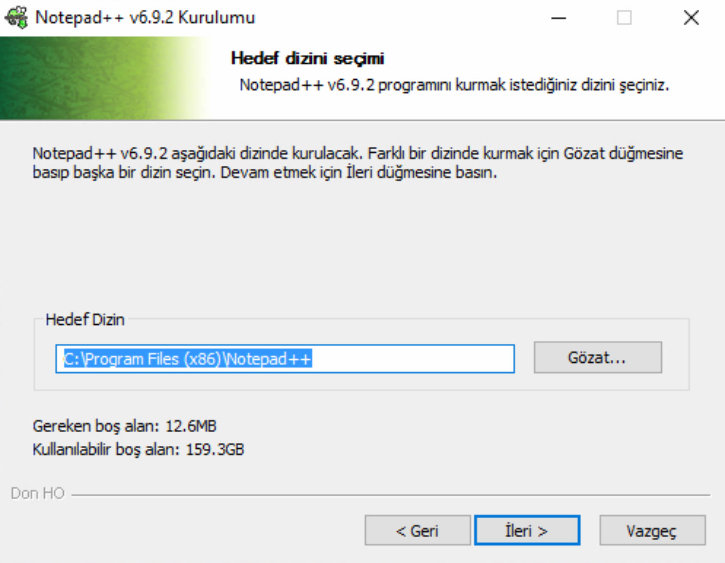 Notepad++ v6.9.2 Kurulumu
Hedef dizini seçimi
Notepad++ v6.9.2 programını kurmak istediğiniz dizini seçiniz.
Notepad++ v6.9.2 aşağıdaki dizinde kurulacak. Farklı bir dizinde kurmak için Gözat düğmesine
basıp başka bir dizin seçin. Devam etmek için İleri düğmesine basın.
Hedef Dizin
C:\Program Files (x86)\Notepad++
Gözat...
Gereken boş alan: 12.6MB
Kullanılabilir boş alan: 159.3GB
Don HO
< Geri
İleri >
Vazgeç